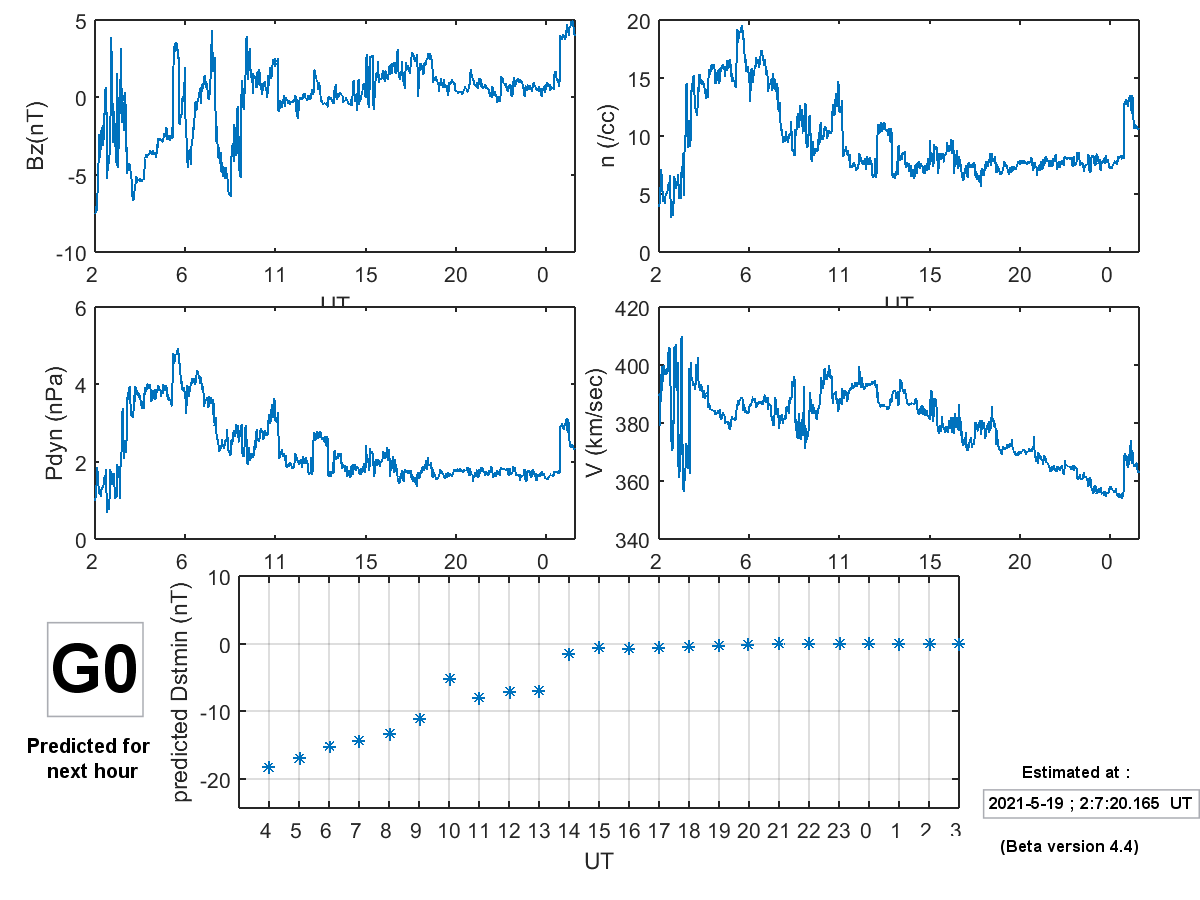 5
0
-5
-10
Bz(nT)
2 6 11 15 20 0
UT
20
15
10
5
0
n (/cc)
2 6 11 15 20 0
UT
6
4
2
0
Pdyn (nPa)
2 6 11 15 20 0
420
400
380
360
340
V (km/sec)
2 6 11 15 20 0
G0
Predicted for
next hour
10
0
-10
-20
predicted Dstmin (nT)
4 5 6 7 8 9 10 11 12 13 14 15 16 17 18 19 20 21 22 23 0 1 2 3
UT
Estimated at :
2021-5-19 ; 2:7:20.165 UT
(Beta version 4.4)